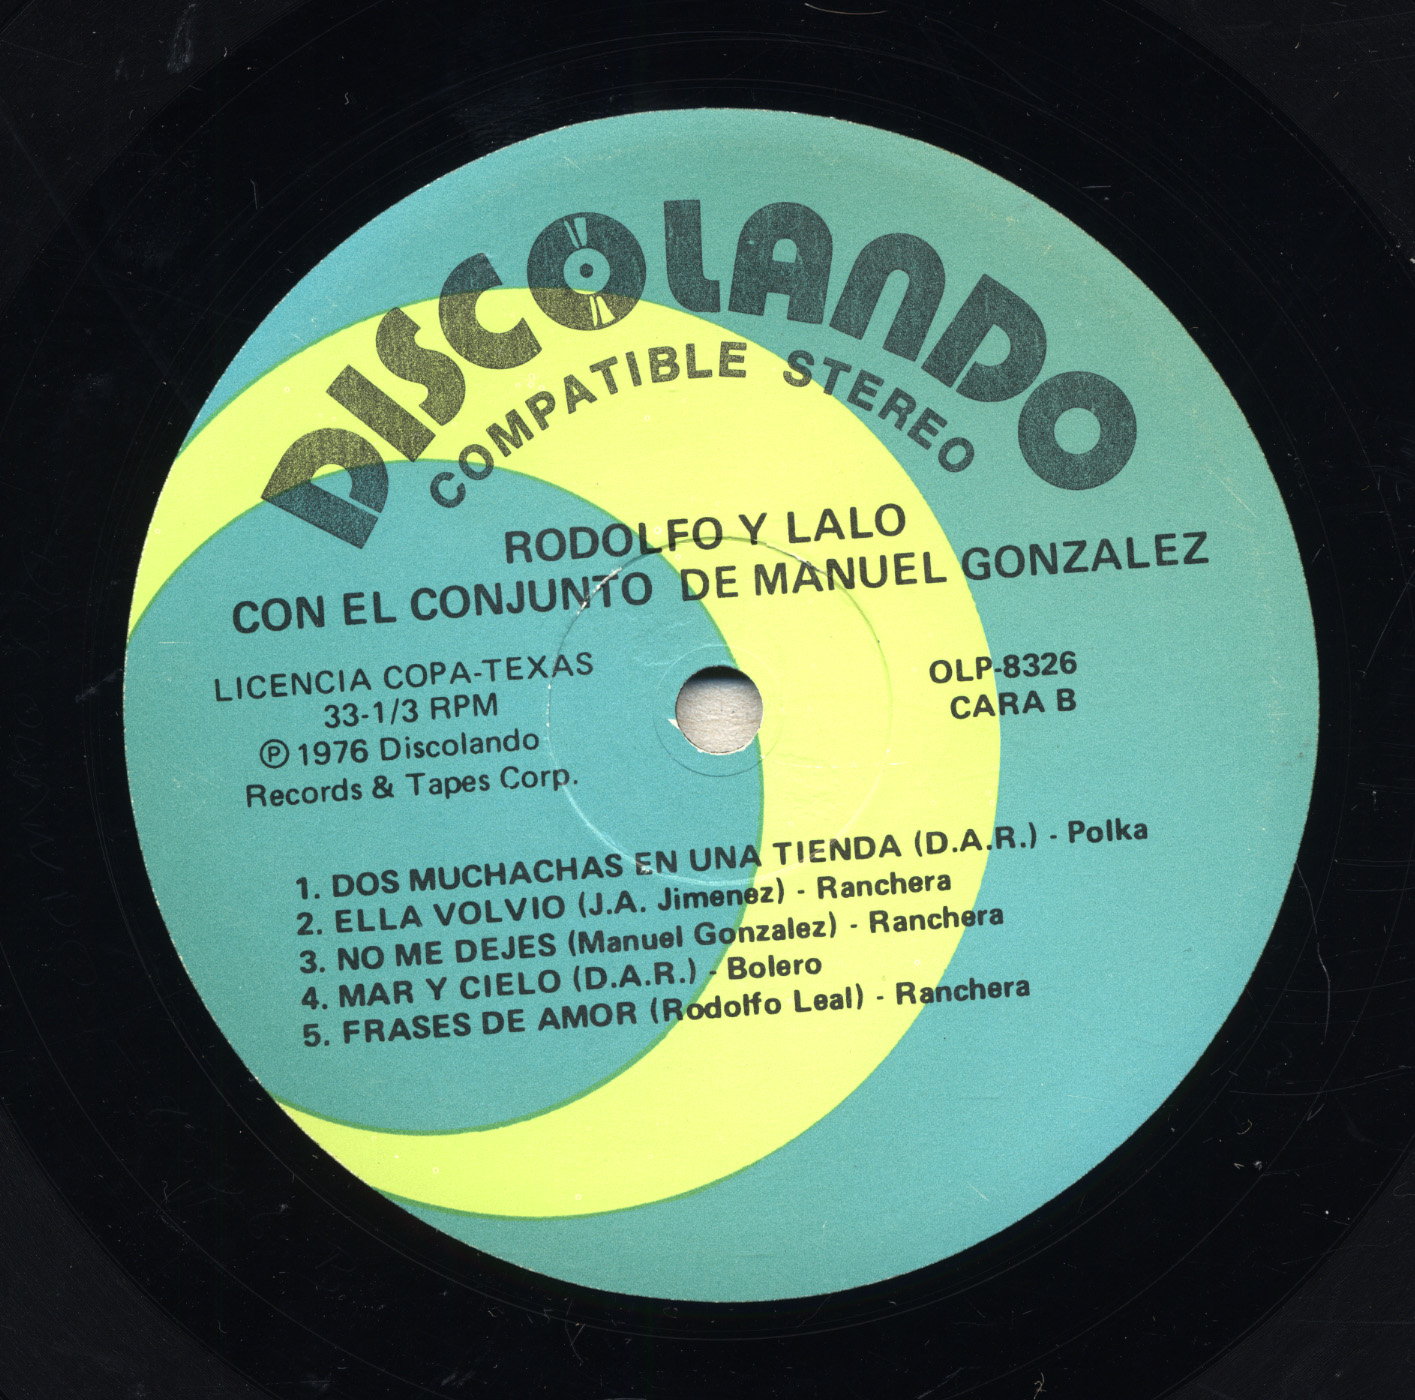 DISCOLANDO
COMPATIBLE STEREO
RODOLFO Y LALO
CON EL CONJUNTO DE MANUEL GONZALEZ
LICENCIA COPA-TEXAS
33-1/3 RPM
Ⓟ 1976 Discolando
Records & Tapes Corp.
OLP-8326
CARA B
1. DOS MUCHACHAS EN UNA TIENDA (D.A.R.) - Polka
2. ELLA VOLVIO (J.A. Jimenez) - Ranchera
3. NO ME DEJES (Manuel Gonzalez) - Ranchera
4. MAR Y CIELO (D.A.R.) - Bolero
5. FRASES DE AMOR (Rodolfo Leal) - Ranchera